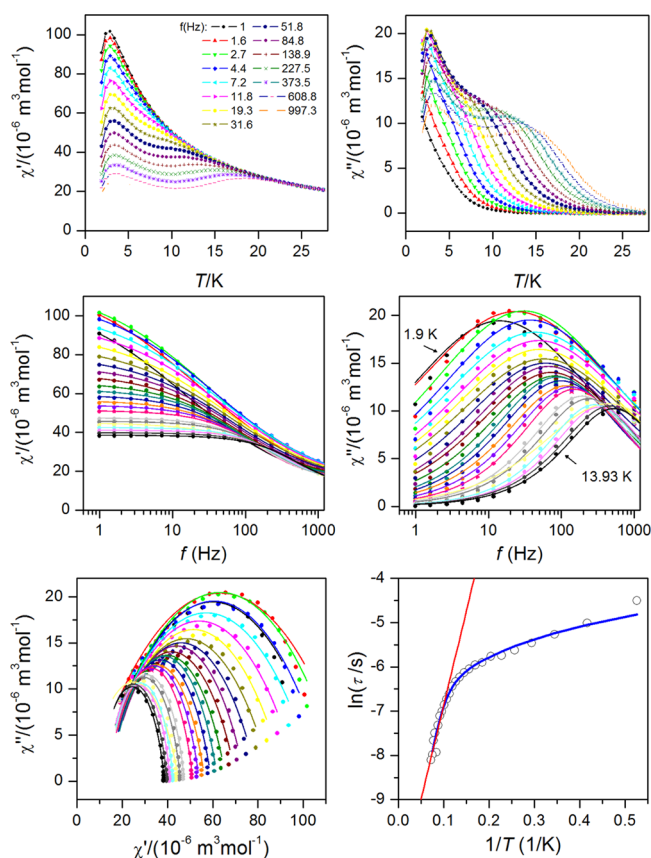 χ'/(10⁻⁶ m³mol⁻¹)
100
80
60
40
20
0
f(Hz):
1
1.6
2.7
4.4
7.2
11.8
19.3
31.6
51.8
84.8
138.9
227.5
373.5
608.8
997.3
0 5 10 15 20 25
T/K
χ''/(10⁻⁶ m³mol⁻¹)
20
15
10
5
0
0 5 10 15 20 25
T/K
χ'/(10⁻⁶ m³mol⁻¹)
100
80
60
40
20
0
1 10 100 1000
f (Hz)
χ''/(10⁻⁶ m³mol⁻¹)
20
15
10
5
0
1.9 K
13.93 K
1 10 100 1000
f (Hz)
χ''/(10⁻⁶ m³mol⁻¹)
20
15
10
5
0
0 20 40 60 80 100
χ'/(10⁻⁶ m³mol⁻¹)
ln(τ/s)
-4
-5
-6
-7
-8
-9
0.0 0.1 0.2 0.3 0.4 0.5
1/T (1/K)